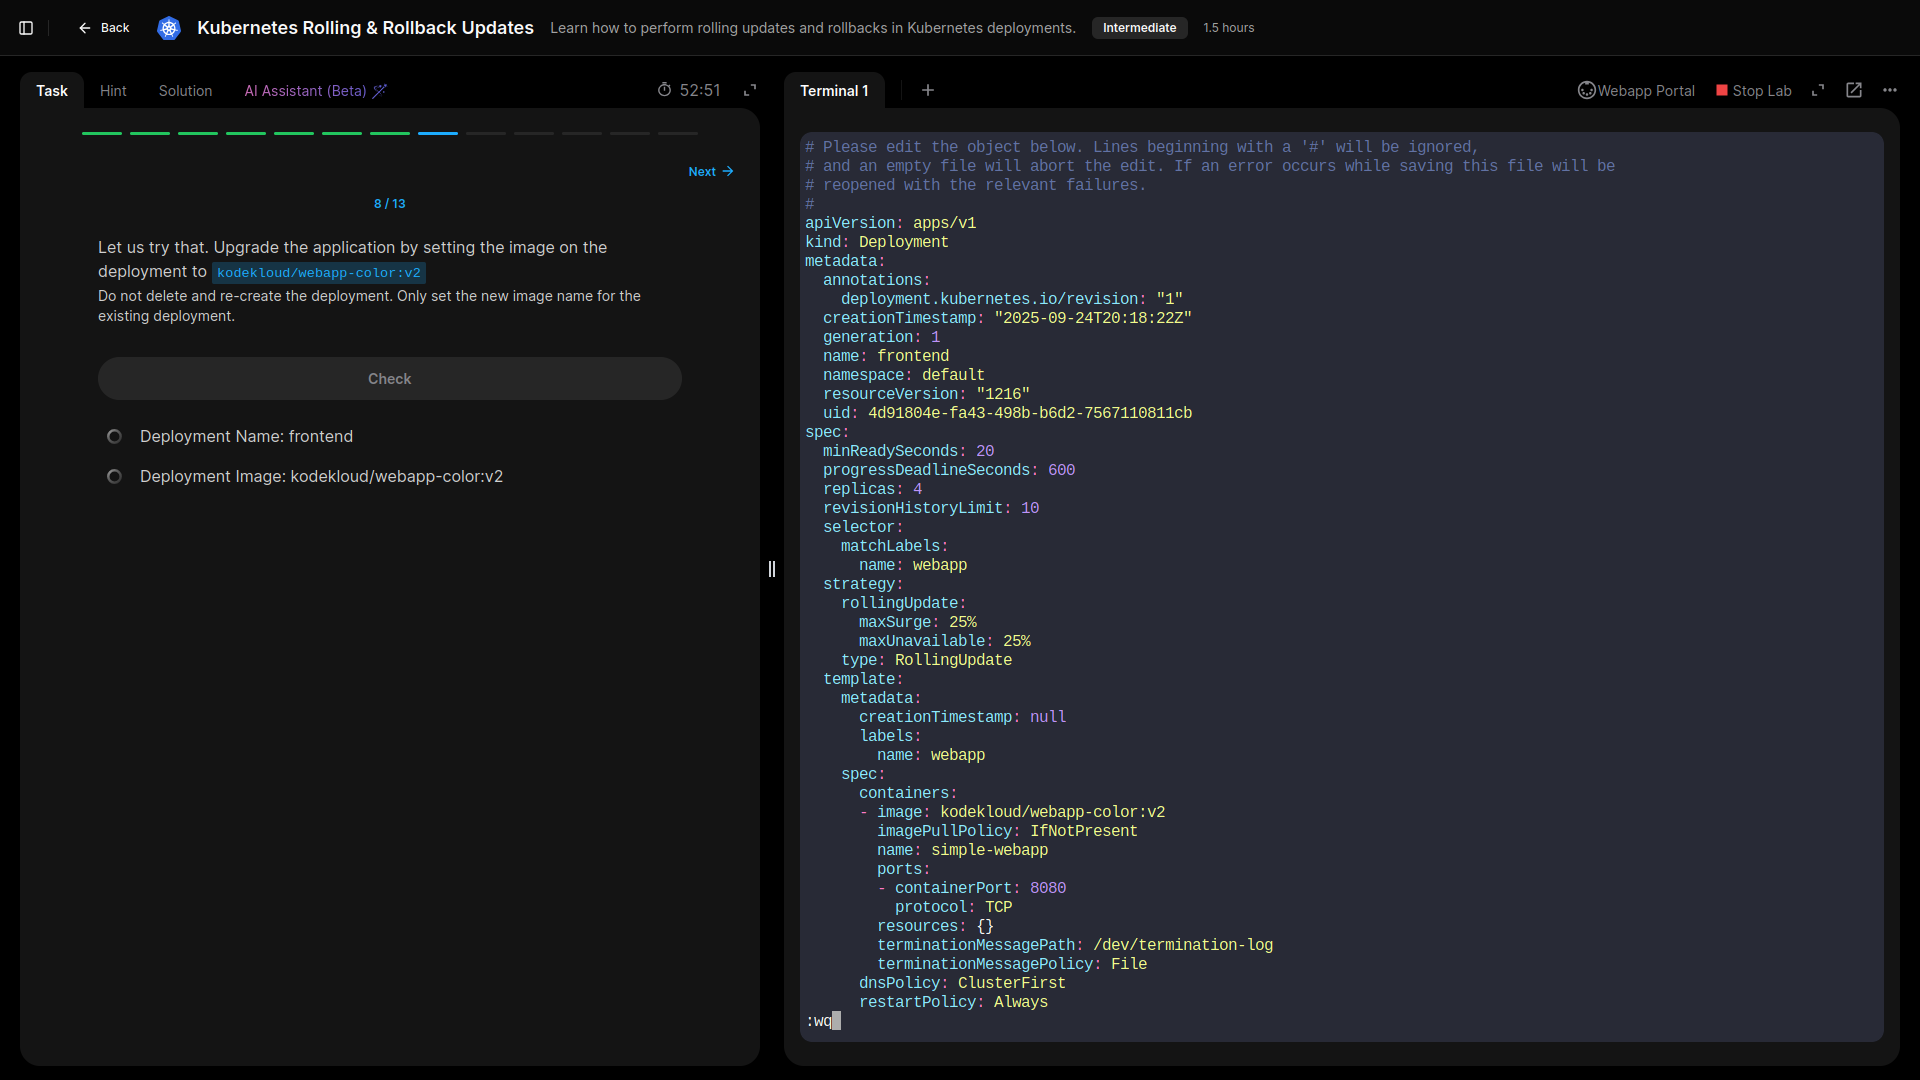 Back
Kubernetes Rolling & Rollback Updates
Learn how to perform rolling updates and rollbacks in Kubernetes deployments.
Intermediate
1.5 hours
Task
Hint
Solution
AI Assistant (Beta)
52:51
Next
8 / 13
Let us try that. Upgrade the application by setting the image on the
deployment to kodekloud/webapp-color:v2
Do not delete and re-create the deployment. Only set the new image name for the
existing deployment.
Check
Deployment Name: frontend
Deployment Image: kodekloud/webapp-color:v2
Terminal 1
+
Webapp Portal
Stop Lab
# Please edit the object below. Lines beginning with a '#' will be ignored,
# and an empty file will abort the edit. If an error occurs while saving this file will be
# reopened with the relevant failures.
#
apiVersion: apps/v1
kind: Deployment
metadata:
  annotations:
    deployment.kubernetes.io/revision: "1"
  creationTimestamp: "2025-09-24T20:18:22Z"
  generation: 1
  name: frontend
  namespace: default
  resourceVersion: "1216"
  uid: 4d91804e-fa43-498b-b6d2-7567110811cb
spec:
  minReadySeconds: 20
  progressDeadlineSeconds: 600
  replicas: 4
  revisionHistoryLimit: 10
  selector:
    matchLabels:
      name: webapp
  strategy:
    rollingUpdate:
      maxSurge: 25%
      maxUnavailable: 25%
    type: RollingUpdate
  template:
    metadata:
      creationTimestamp: null
      labels:
        name: webapp
    spec:
      containers:
      - image: kodekloud/webapp-color:v2
        imagePullPolicy: IfNotPresent
        name: simple-webapp
        ports:
        - containerPort: 8080
          protocol: TCP
        resources: {}
        terminationMessagePath: /dev/termination-log
        terminationMessagePolicy: File
      dnsPolicy: ClusterFirst
      restartPolicy: Always
:wq